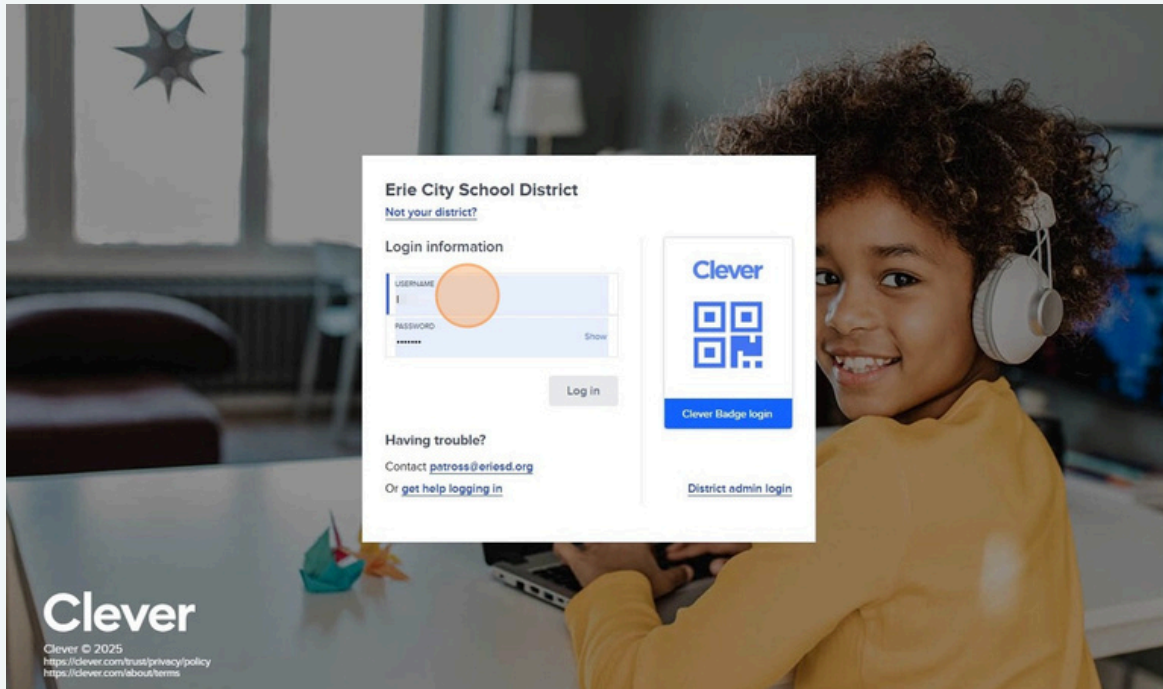 Erie City School District
Not your district?
Login information
USERNAME
PASSWORD
••••••••
Show
Log in
Having trouble?
Contact patross@eriesd.org
Or get help logging in
Clever
Clever Badge login
District admin login
Clever
Clever © 2025
https://clever.com/trust/privacy/policy
https://clever.com/about/terms